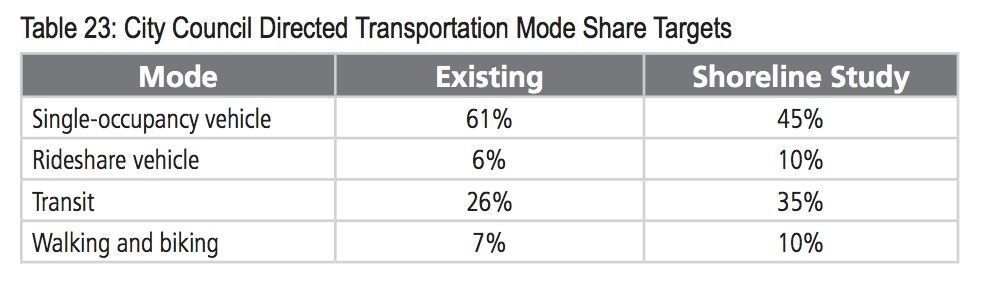 Table 23: City Council Directed Transportation Mode Share Targets
Mode Existing Shoreline Study
Single-occupancy vehicle 61% 45%
Rideshare vehicle 6% 10%
Transit 26% 35%
Walking and biking 7% 10%